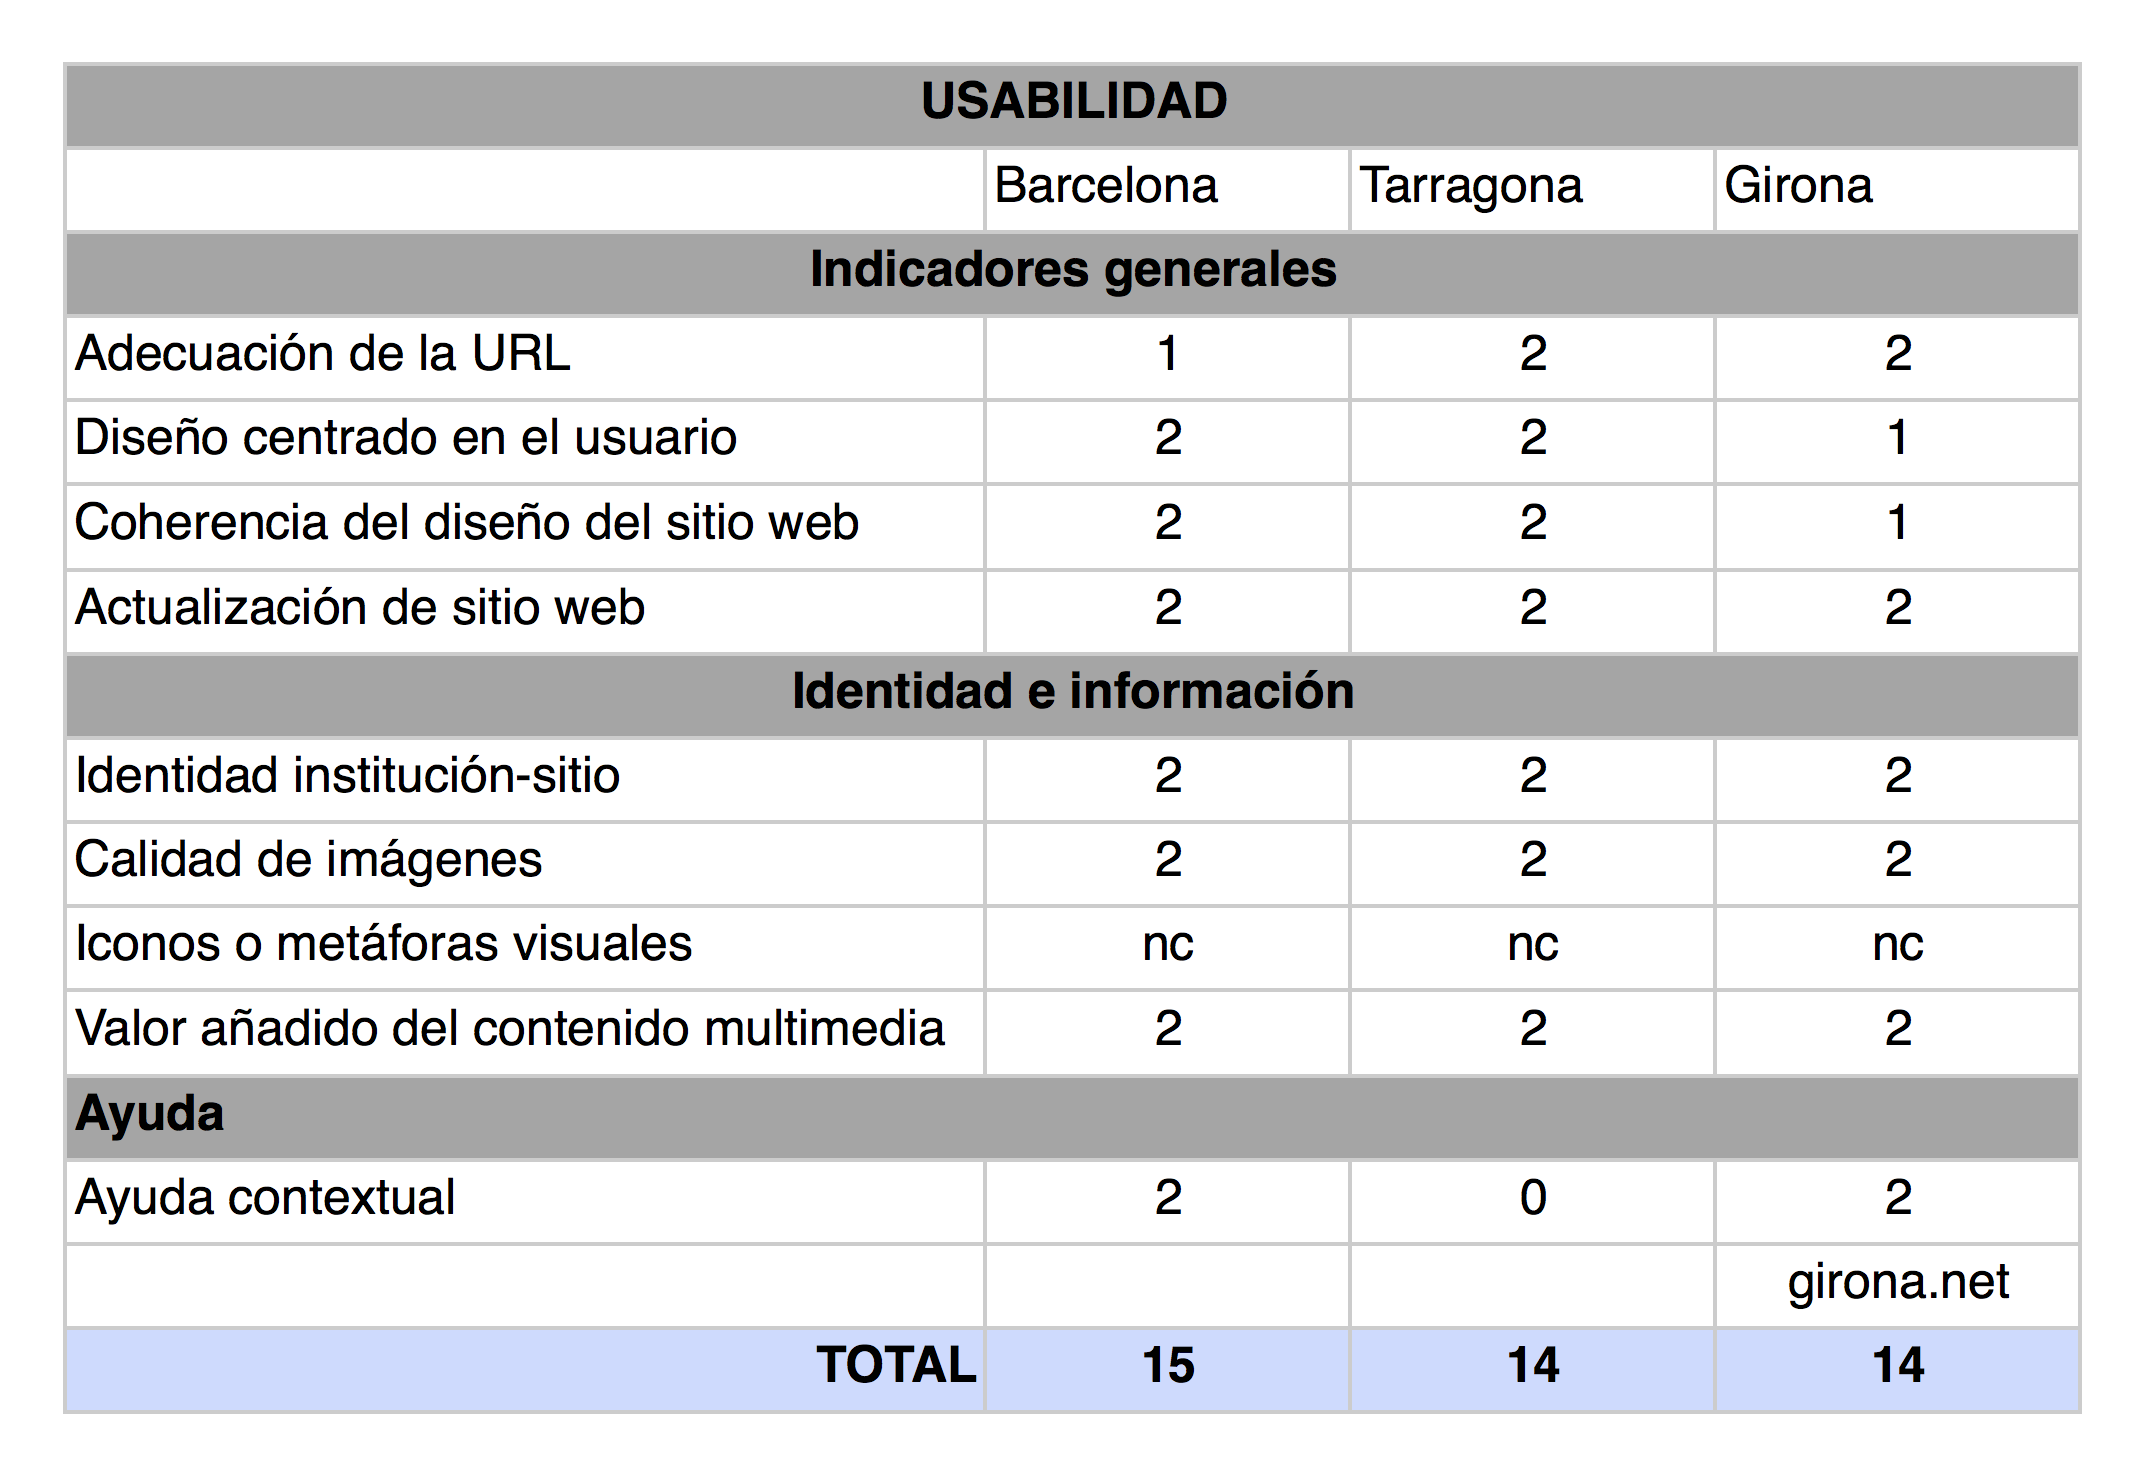 USABILIDAD
Barcelona Tarragona Girona
Indicadores generales
Adecuación de la URL 1 2 2
Diseño centrado en el usuario 2 2 1
Coherencia del diseño del sitio web 2 2 1
Actualización de sitio web 2 2 2
Identidad e información
Identidad institución-sitio 2 2 2
Calidad de imágenes 2 2 2
Iconos o metáforas visuales nc nc nc
Valor añadido del contenido multimedia 2 2 2
Ayuda
Ayuda contextual 2 0 2
girona.net
TOTAL 15 14 14